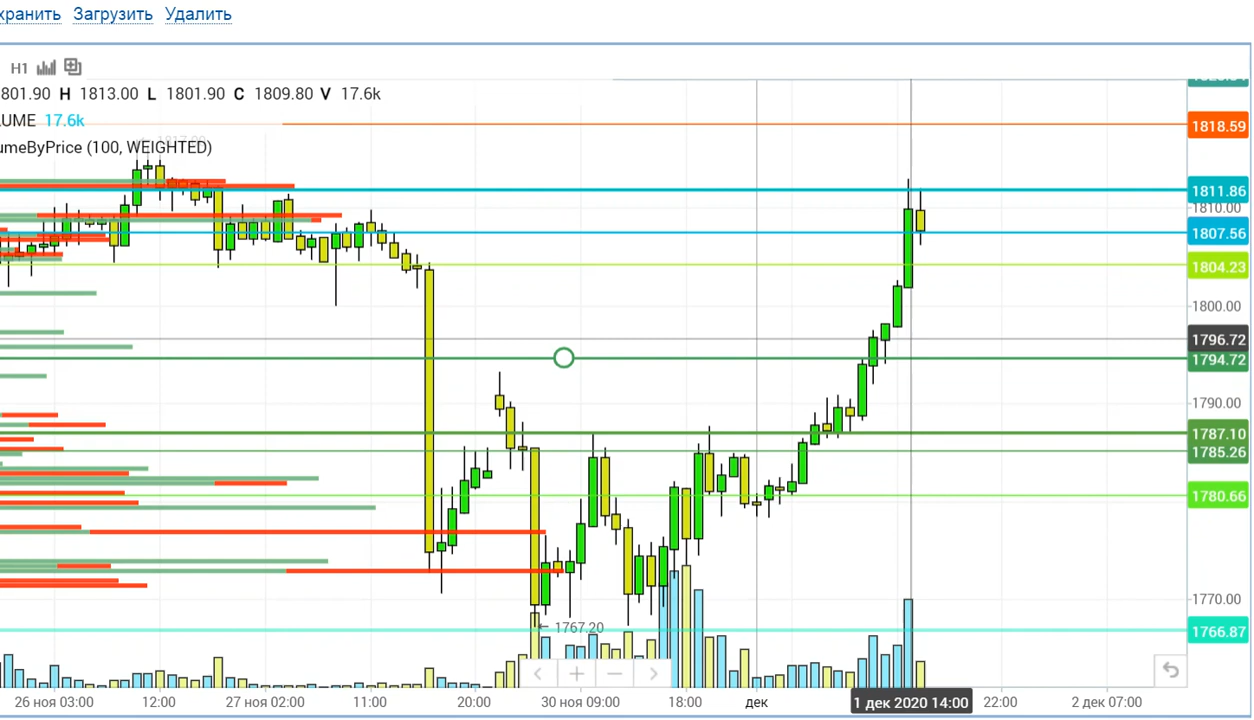 хранить Загрузить Удалить
H1
801.90 H 1813.00 L 1801.90 C 1809.80 V 17.6k
UME 17.6k
umeByPrice (100, WEIGHTED)
1818.59
1811.86
1810.00
1807.56
1804.23
1800.00
1796.72
1794.72
1790.00
1787.10
1785.26
1780.66
1770.00
← 1767.20
1766.87
26 ноя 03:00 12:00 27 ноя 02:00 11:00 20:00 30 ноя 09:00 18:00 дек 1 дек 2020 14:00 22:00 2 дек 07:00